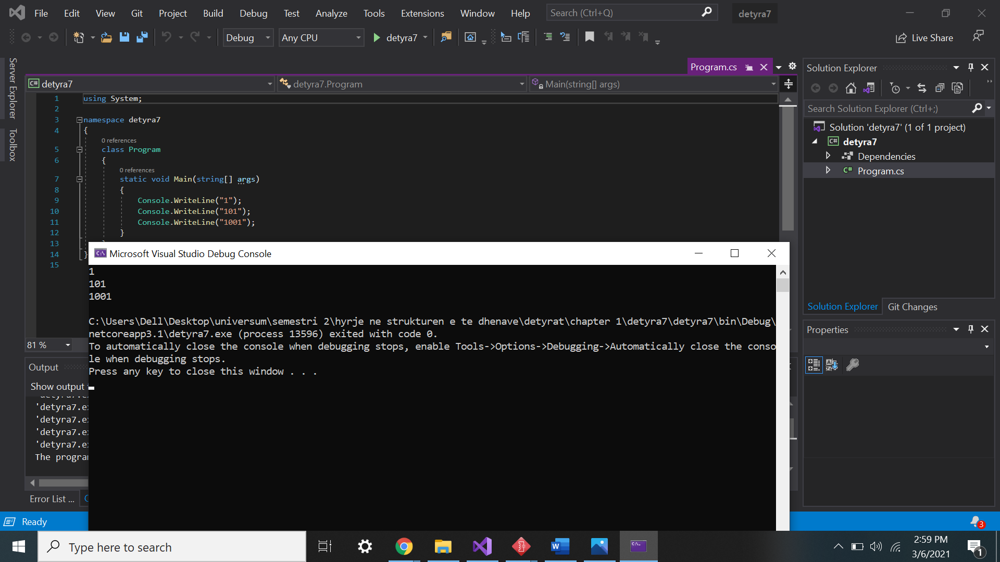 File Edit View Git Project Build Debug Test Analyze Tools Extensions Window Help Search (Ctrl+Q) detyra7
Debug Any CPU detyra7 Live Share
Server Explorer
Toolbox
Program.cs
detyra7 detyra7.Program Main(string[] args)
1 using System;
2
3 namespace detyra7
4 {
0 references
5 class Program
6 {
0 references
7 static void Main(string[] args)
8 {
9 Console.WriteLine("1");
10 Console.WriteLine("101");
11 Console.WriteLine("1001");
12 }
13
14 }
15
81 %
Microsoft Visual Studio Debug Console
1
101
1001
C:\Users\Dell\Desktop\universum\semestri 2\hyrje ne strukturen e te dhenave\detyrat\chapter 1\detyra7\detyra7\bin\Debug\
netcoreapp3.1\detyra7.exe (process 13596) exited with code 0.
To automatically close the console when debugging stops, enable Tools->Options->Debugging->Automatically close the conso
le when debugging stops.
Press any key to close this window . . .
Output
Show output
'detyra7.ex
'detyra7.ex
'detyra7.ex
'detyra7.ex
The program
Error List ...
Solution Explorer
Search Solution Explorer (Ctrl+;)
Solution 'detyra7' (1 of 1 project)
C# detyra7
Dependencies
C# Program.cs
Solution Explorer Git Changes
Properties
Ready
3
Type here to search
2:59 PM
3/6/2021
1